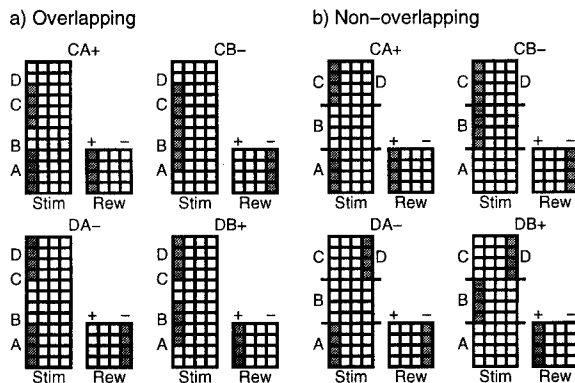 a) Overlapping
b) Non-overlapping
CA+
CB-
CA+
CB-
D
C
B
A
+ -
Stim Rew
D
C
B
A
+ -
Stim Rew
C D
B
A
+ -
Stim Rew
C D
B
A
+ -
Stim Rew
DA-
DB+
DA-
DB+
D
C
B
A
+ -
Stim Rew
D
C
B
A
+ -
Stim Rew
C D
B
A
+ -
Stim Rew
C D
B
A
+ -
Stim Rew